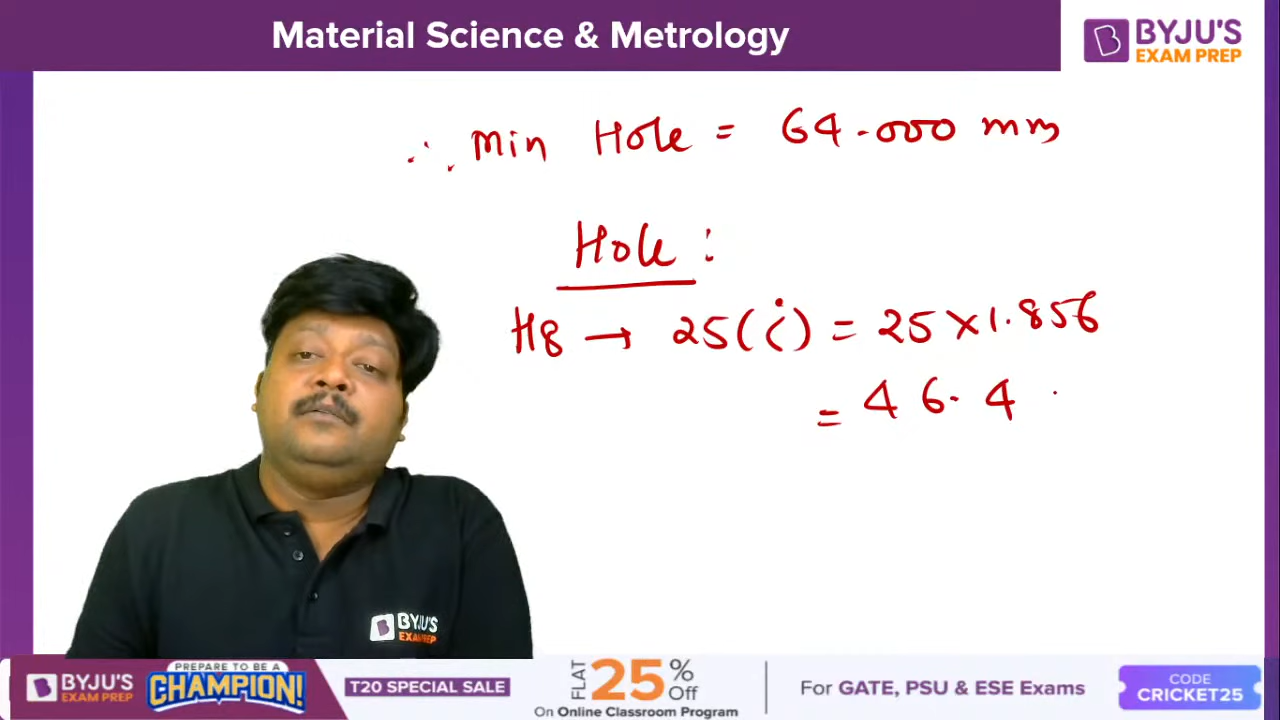 Material Science & Metrology
BYJU'S
EXAM PREP
∴ Min Hole = 64.000 mm
Hole :
H8 → 25(i) = 25×1.856
= 46.4
BYJU'S
EXAM PREP
BYJU'S
EXAM PREP
PREPARE TO BE A
CHAMPION!
T20 SPECIAL SALE
FLAT 25% Off
On Online Classroom Program
For GATE, PSU & ESE Exams
CODE
CRICKET25